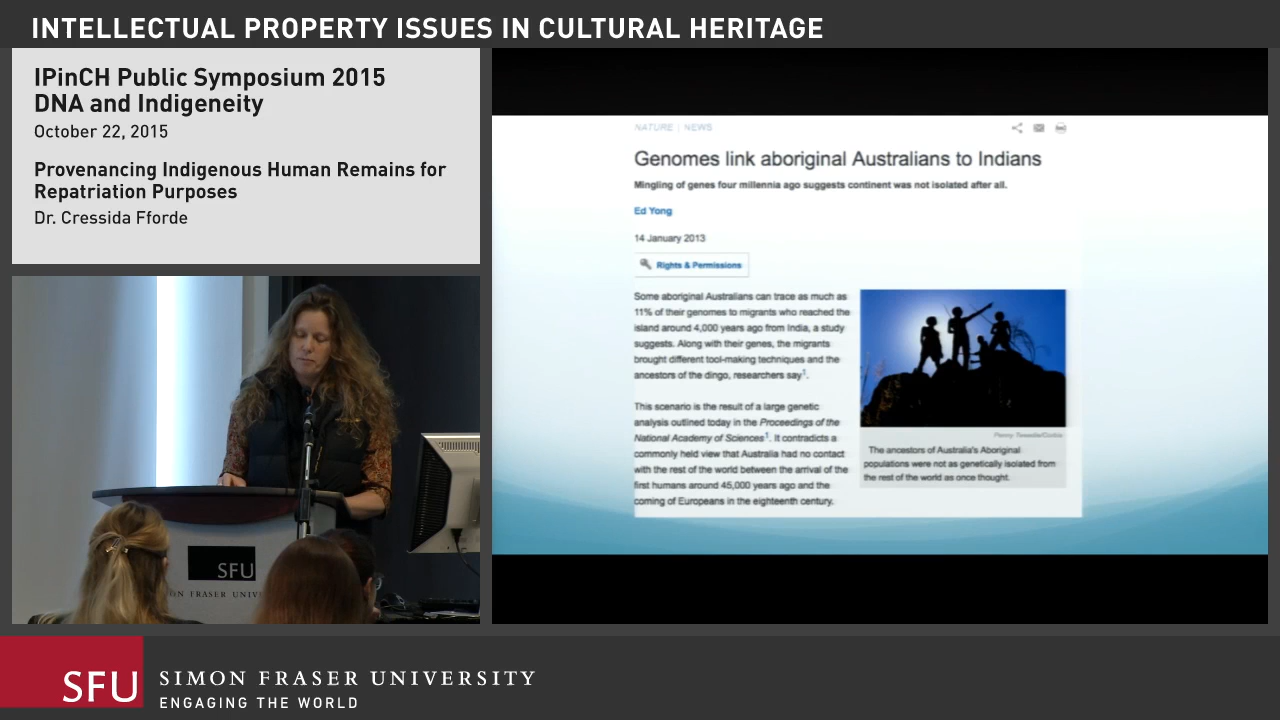 INTELLECTUAL PROPERTY ISSUES IN CULTURAL HERITAGE
IPinCH Public Symposium 2015
DNA and Indigeneity
October 22, 2015
Provenancing Indigenous Human Remains for
Repatriation Purposes
Dr. Cressida Fforde
NATURE | NEWS
Genomes link aboriginal Australians to Indians
Mingling of genes four millennia ago suggests continent was not isolated after all.
Ed Yong
14 January 2013
Rights & Permissions
Some aboriginal Australians can trace as much as
11% of their genomes to migrants who reached the
island around 4,000 years ago from India, a study
suggests. Along with their genes, the migrants
brought different tool-making techniques and the
ancestors of the dingo, researchers say1.
This scenario is the result of a large genetic
analysis outlined today in the Proceedings of the
National Academy of Sciences1. It contradicts a
commonly held view that Australia had no contact
with the rest of the world between the arrival of the
first humans around 45,000 years ago and the
coming of Europeans in the eighteenth century.
Penny Tweedie/Corbis
The ancestors of Australia's Aboriginal
populations were not as genetically isolated from
the rest of the world as once thought.
SFU
ON FRASER UNIV
SFU
SIMON FRASER UNIVERSITY
ENGAGING THE WORLD